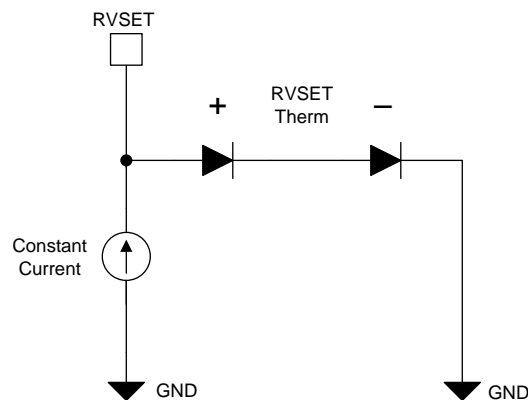 RVSET
+
RVSET
Therm
−
Constant
Current
GND
GND